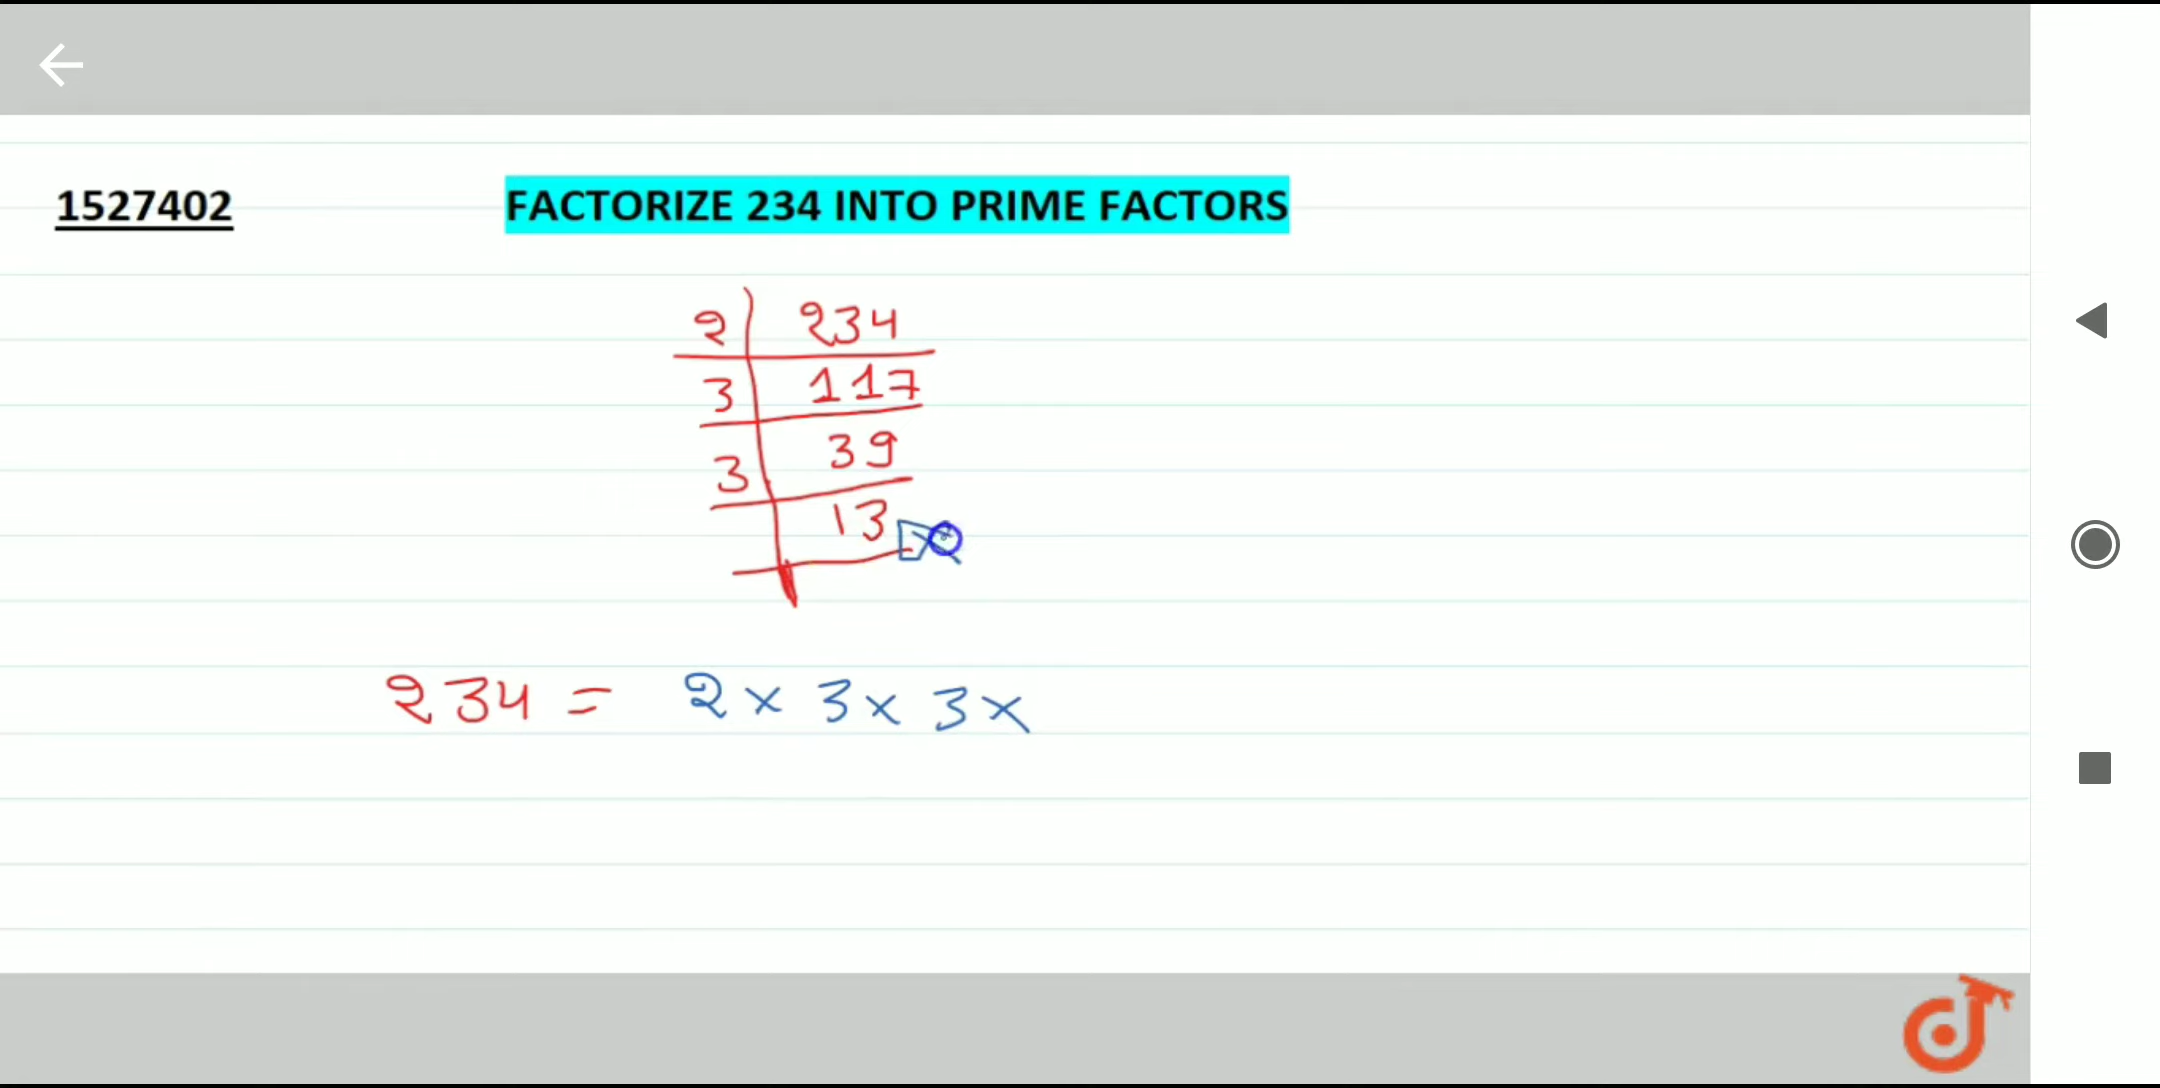 1527402 FACTORIZE 234 INTO PRIME FACTORS
2 234
3 117
3 39
13
234 = 2 × 3 × 3 ×